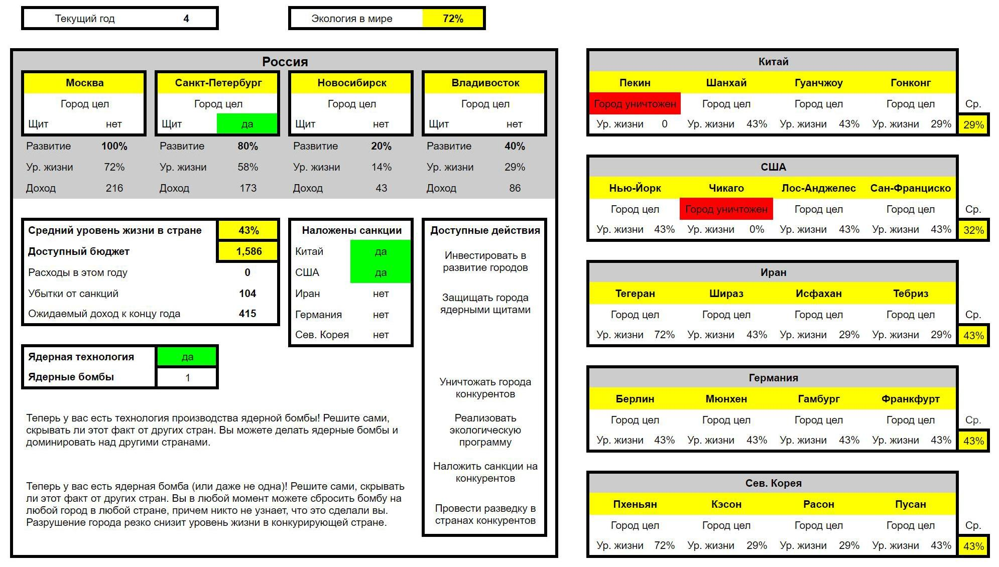 Текущий год 4
Экология в мире 72%
Россия
Москва Санкт-Петербург Новосибирск Владивосток
Город цел Город цел Город цел Город цел
Щит нет Щит да Щит нет Щит нет
Развитие 100% Развитие 80% Развитие 20% Развитие 40%
Ур. жизни 72% Ур. жизни 58% Ур. жизни 14% Ур. жизни 29%
Доход 216 Доход 173 Доход 43 Доход 86
Средний уровень жизни в стране 43%
Доступный бюджет 1,586
Расходы в этом году 0
Убытки от санкций 104
Ожидаемый доход к концу года 415
Наложены санкции
Китай да
США да
Иран нет
Германия нет
Сев. Корея нет
Доступные действия
Инвестировать в
развитие городов
Защищать города
ядерными щитами
Уничтожать города
конкурентов
Реализовать
экологическую
программу
Наложить санкции на
конкурентов
Провести разведку в
странах конкурентов
Ядерная технология да
Ядерные бомбы 1
Теперь у вас есть технология производства ядерной бомбы! Решите сами,
скрывать ли этот факт от других стран. Вы можете делать ядерные бомбы и
доминировать над другими странами.
Теперь у вас есть ядерная бомба (или даже не одна)! Решите сами, скрывать
ли этот факт от других стран. Вы в любой момент можете сбросить бомбу на
любой город в любой стране, причем никто не узнает, что это сделали вы.
Разрушение города резко снизит уровень жизни в конкурирующей стране.
Китай
Пекин Шанхай Гуанчжоу Гонконг
Город уничтожен Город цел Город цел Город цел Ср.
Ур. жизни 0 Ур. жизни 43% Ур. жизни 43% Ур. жизни 29% 29%
США
Нью-Йорк Чикаго Лос-Анджелес Сан-Франциско
Город цел Город уничтожен Город цел Город цел Ср.
Ур. жизни 43% Ур. жизни 0% Ур. жизни 43% Ур. жизни 43% 32%
Иран
Тегеран Шираз Исфахан Тебриз
Город цел Город цел Город цел Город цел Ср.
Ур. жизни 72% Ур. жизни 43% Ур. жизни 29% Ур. жизни 29% 43%
Германия
Берлин Мюнхен Гамбург Франкфурт
Город цел Город цел Город цел Город цел Ср.
Ур. жизни 43% Ур. жизни 43% Ур. жизни 43% Ур. жизни 43% 43%
Сев. Корея
Пхеньян Кэсон Расон Пусан
Город цел Город цел Город цел Город цел Ср.
Ур. жизни 72% Ур. жизни 29% Ур. жизни 29% Ур. жизни 43% 43%